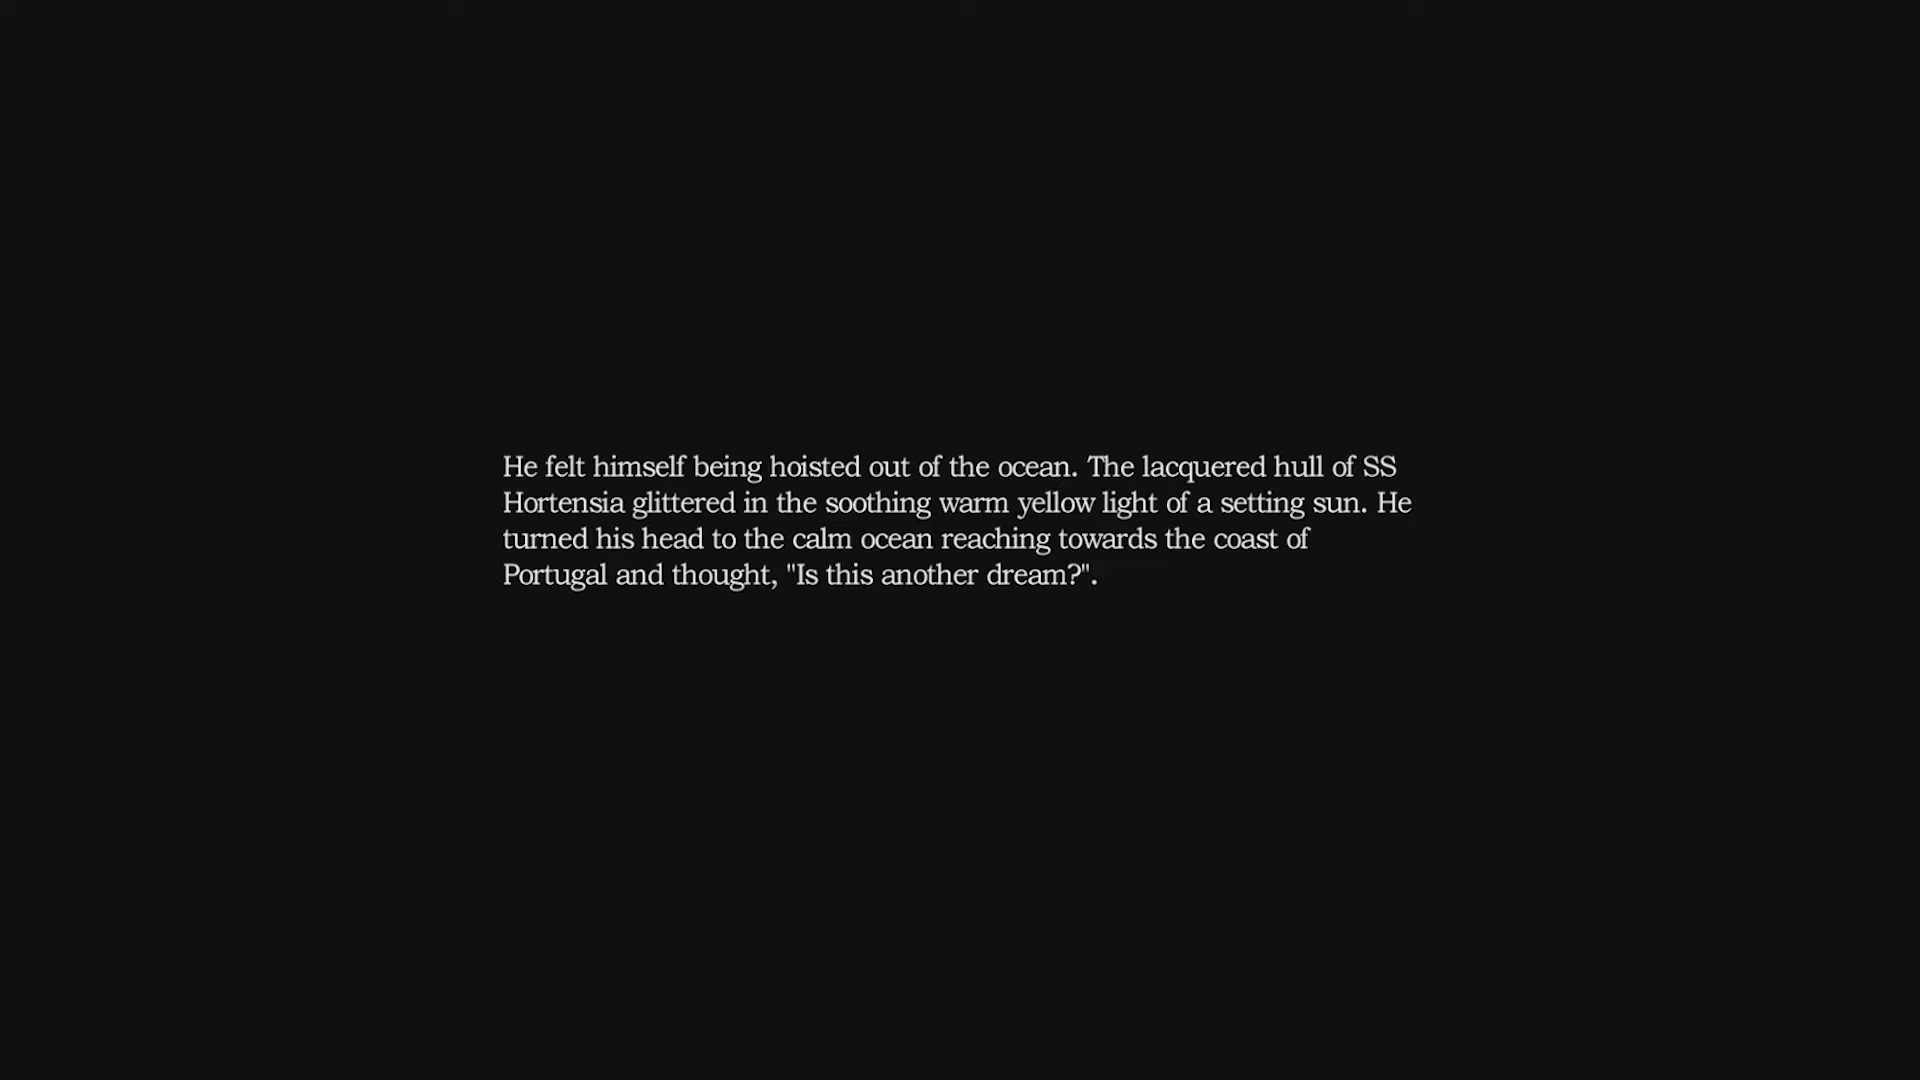 He felt himself being hoisted out of the ocean. The lacquered hull of SS
Hortensia glittered in the soothing warm yellow light of a setting sun. He
turned his head to the calm ocean reaching towards the coast of
Portugal and thought, "Is this another dream?".